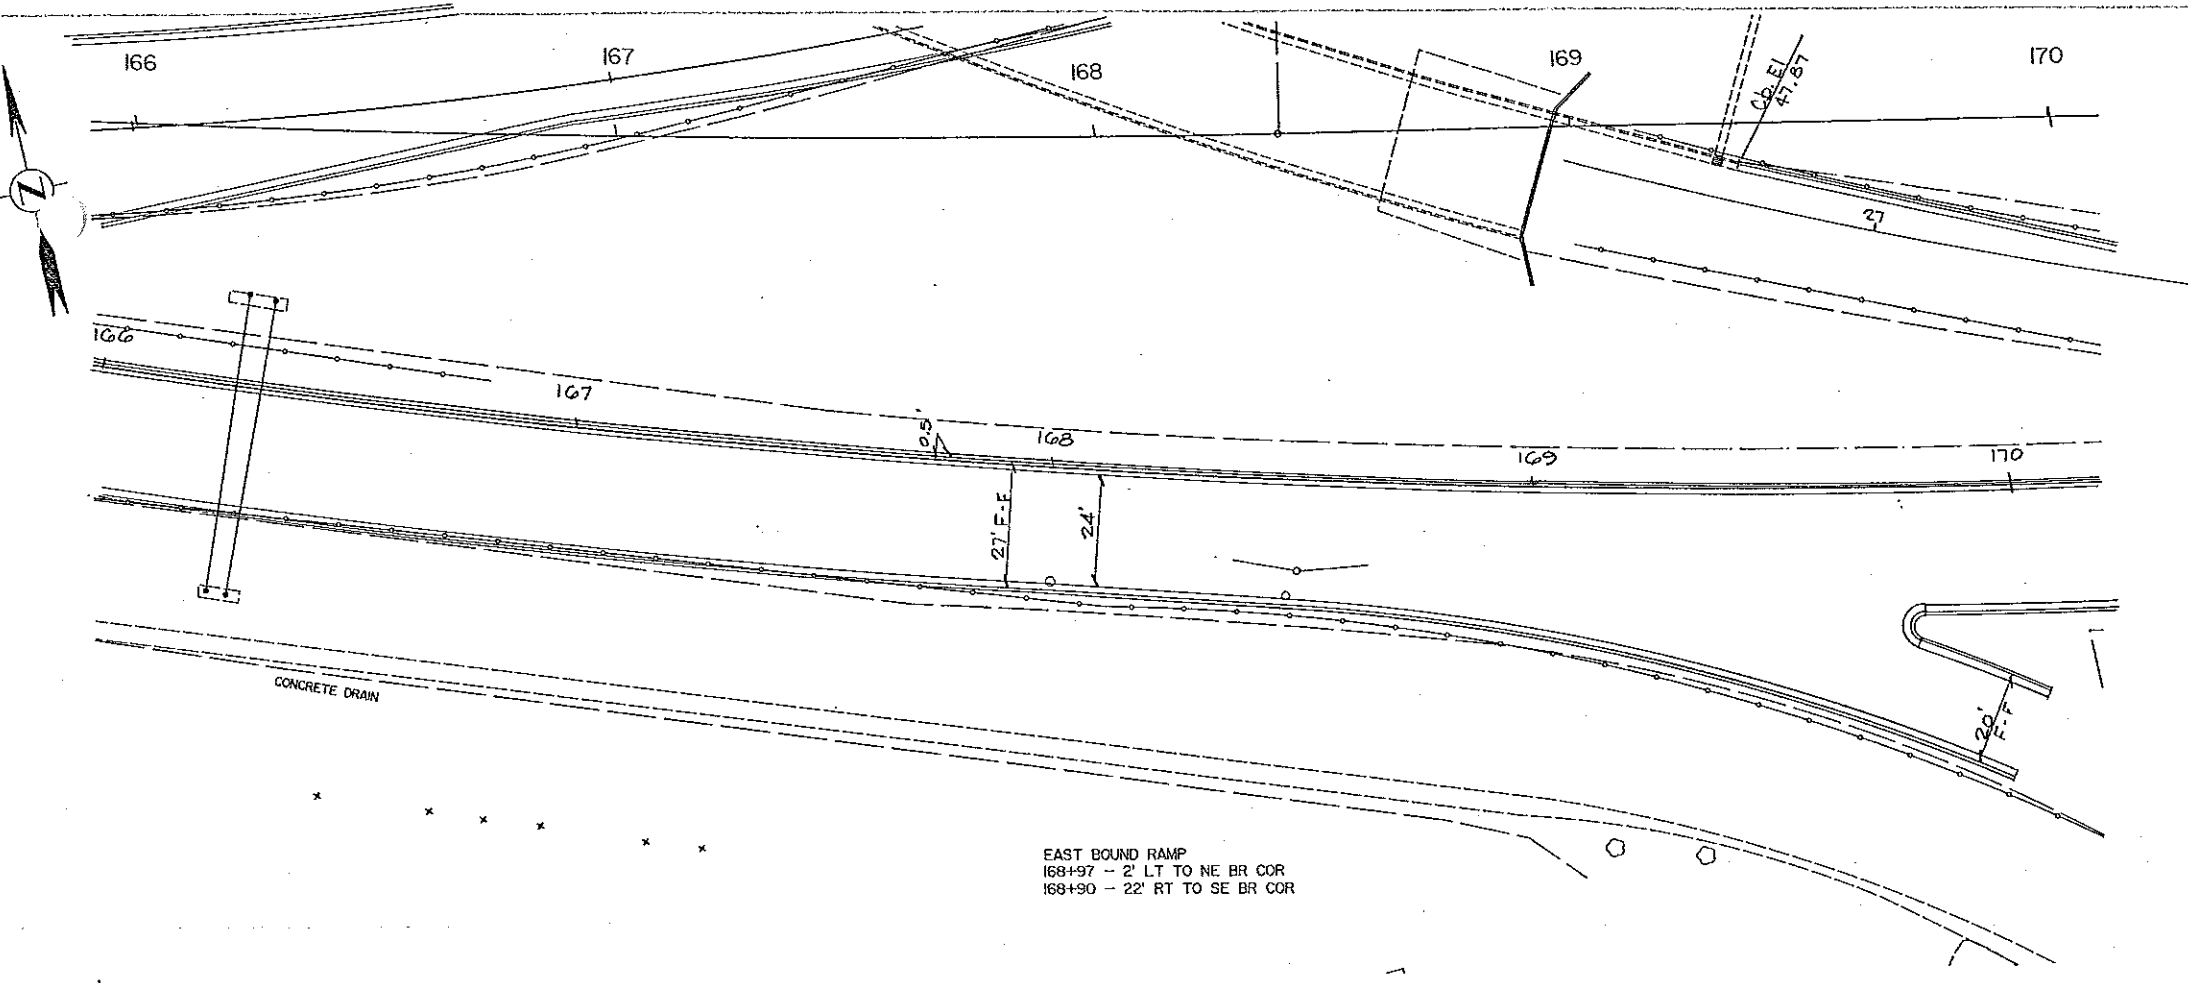 166
167
168
169
170
Cb. El
47.87
N
27
166
167
0.5'
168
169
170
27' F-F
24'
20'
F-F
CONCRETE DRAIN
EAST BOUND RAMP
168+97 - 2' LT TO NE BR COR
168+90 - 22' RT TO SE BR COR